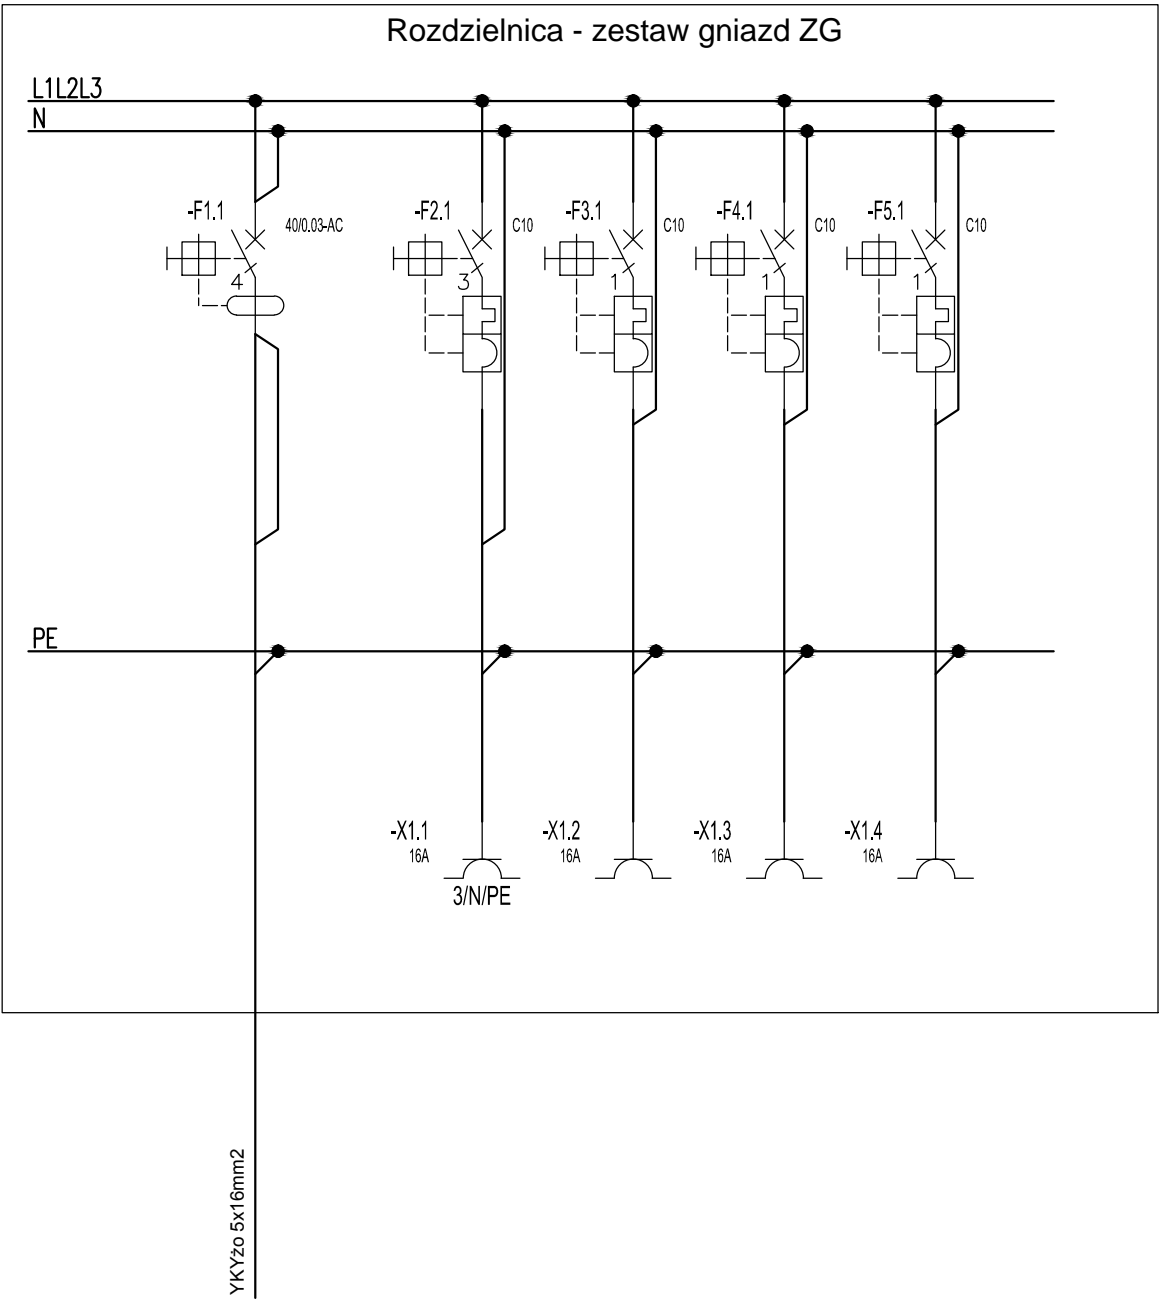 Rozdzielnica - zestaw gniazd ZG
L1L2L3
N
-F1.1
40/0.03-AC
4
-F2.1
C10
3
-F3.1
C10
1
-F4.1
C10
1
-F5.1
C10
1
PE
-X1.1
16A
3/N/PE
-X1.2
16A
-X1.3
16A
-X1.4
16A
YKYżo 5x16mm2